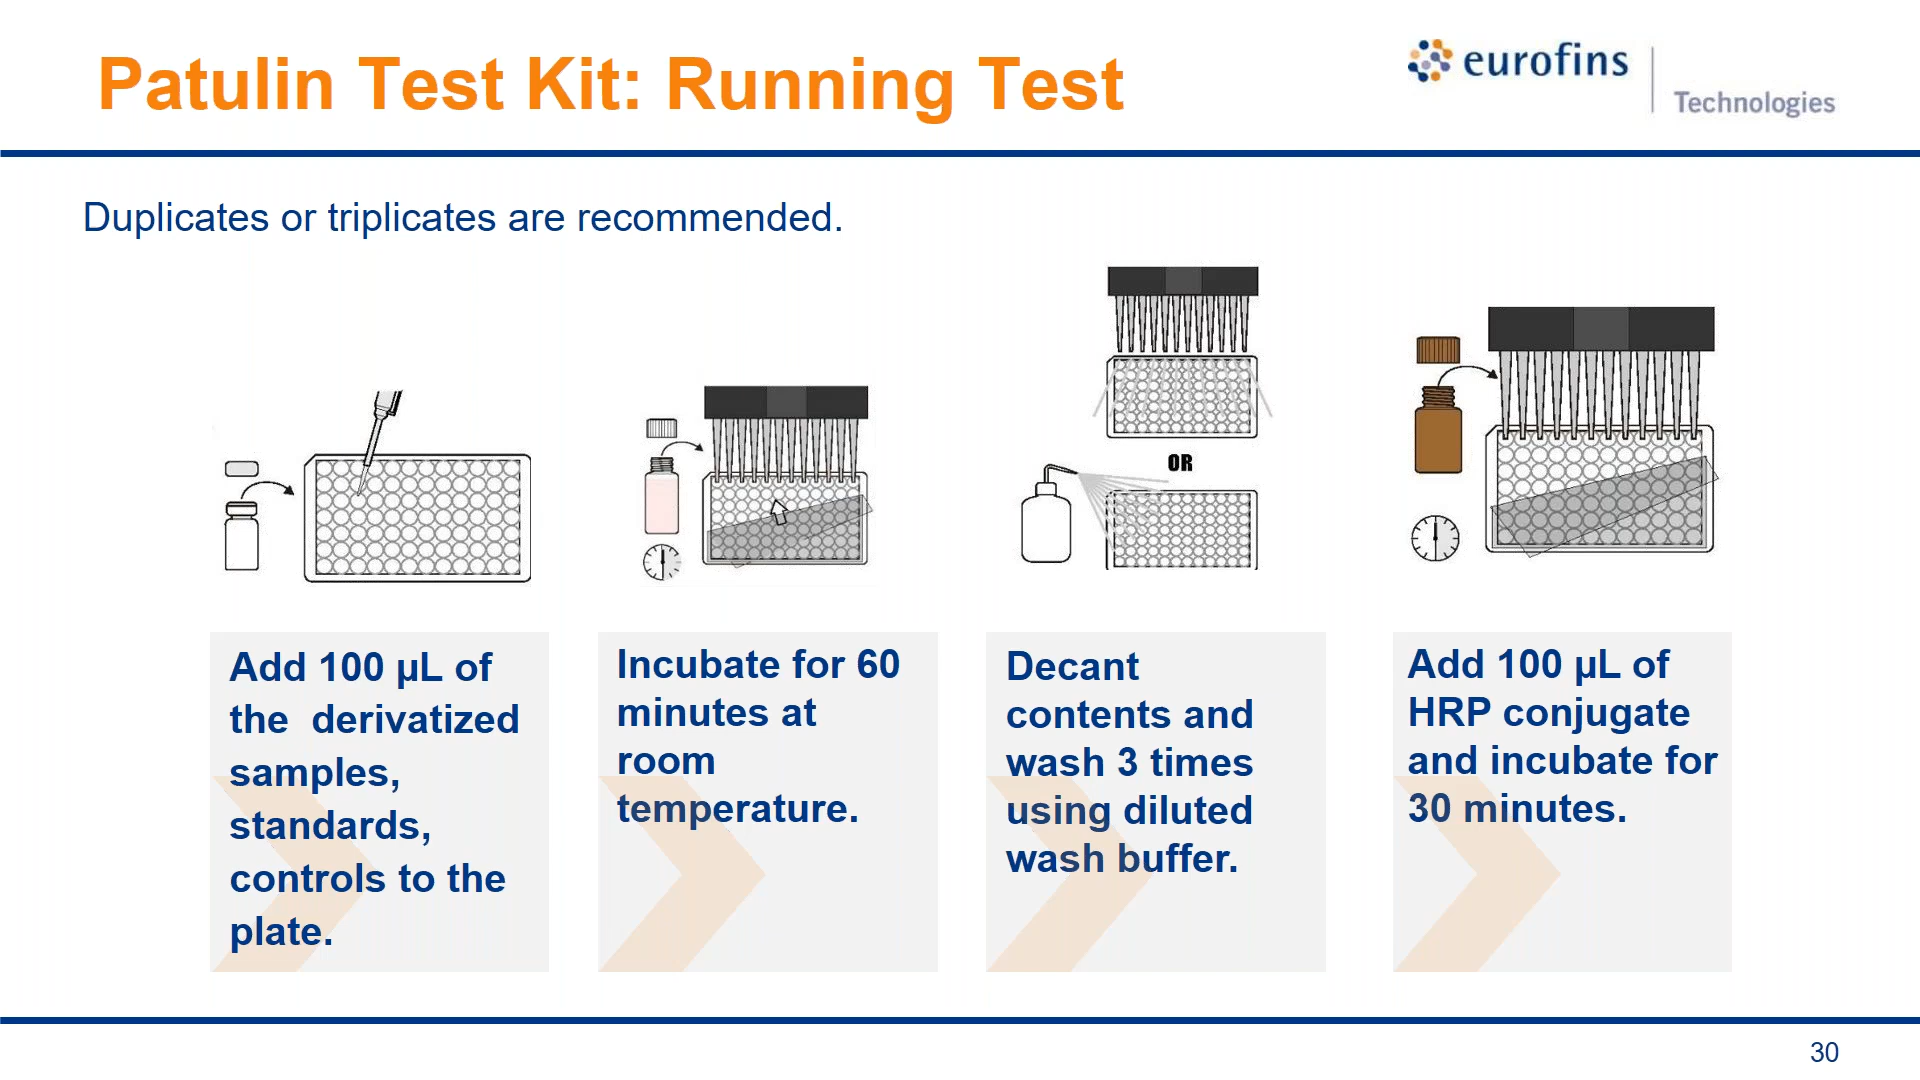 Patulin Test Kit: Running Test
eurofins
Technologies
Duplicates or triplicates are recommended.
OR
Add 100 µL of
the  derivatized
samples,
standards,
controls to the
plate.
Incubate for 60
minutes at
room
temperature.
Decant
contents and
wash 3 times
using diluted
wash buffer.
Add 100 µL of
HRP conjugate
and incubate for
30 minutes.
30